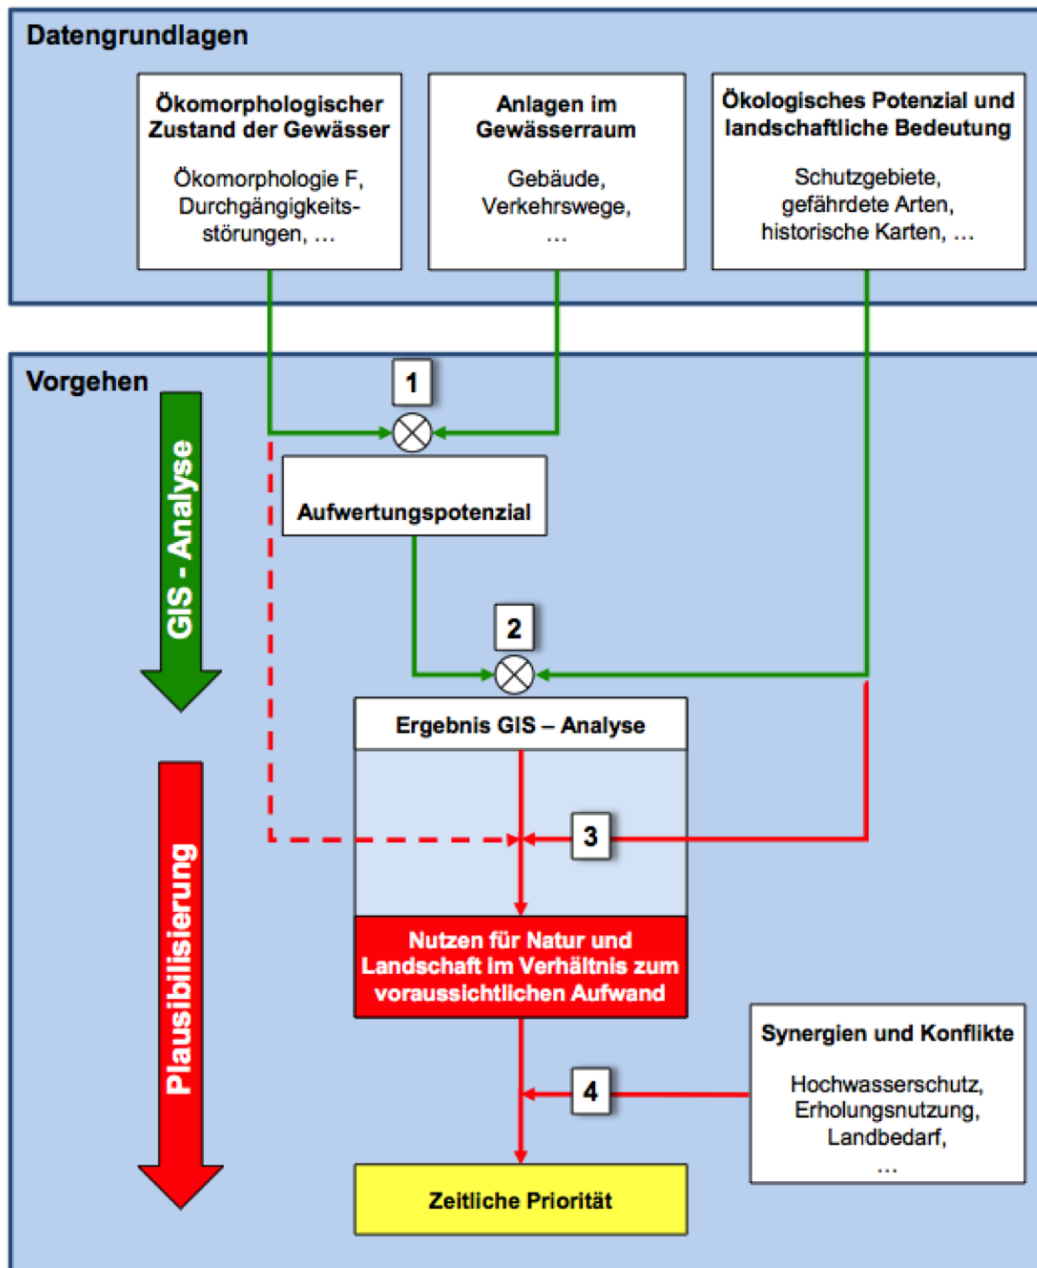 Datengrundlagen
Ökomorphologischer
Zustand der Gewässer
Ökomorphologie F,
Durchgängigkeits-
störungen, …
Anlagen im
Gewässerraum
Gebäude,
Verkehrswege,
…
Ökologisches Potenzial und
landschaftliche Bedeutung
Schutzgebiete,
gefährdete Arten,
historische Karten, …
Vorgehen
GIS - Analyse
1
Aufwertungspotenzial
2
Ergebnis GIS – Analyse
3
Plausibilisierung
Nutzen für Natur und
Landschaft im Verhältnis zum
voraussichtlichen Aufwand
Synergien und Konflikte
Hochwasserschutz,
Erholungsnutzung,
Landbedarf,
…
4
Zeitliche Priorität